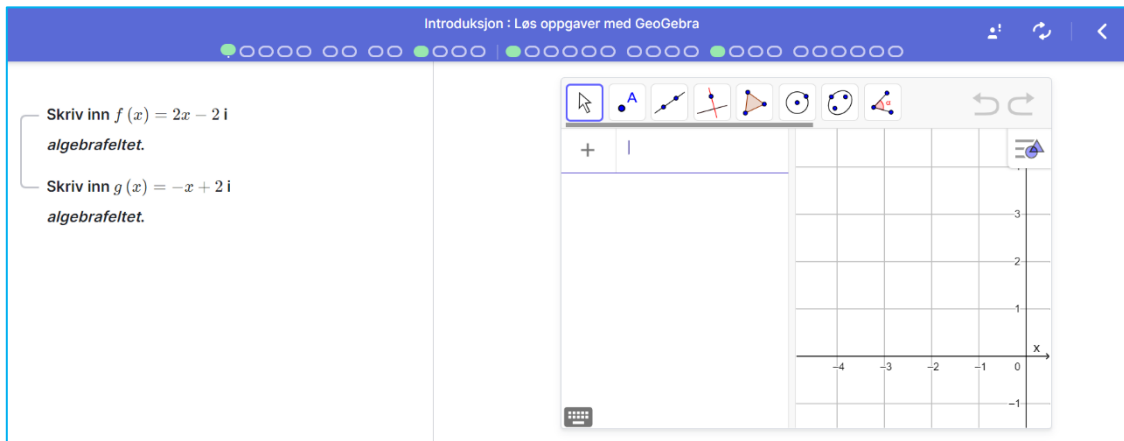 Introduksjon : Løs oppgaver med GeoGebra
Skriv inn f (x) = 2x − 2 i
algebrafeltet.
Skriv inn g (x) = −x + 2 i
algebrafeltet.
A
α
+
3
2
1
x
−4 −3 −2 −1 0
−1